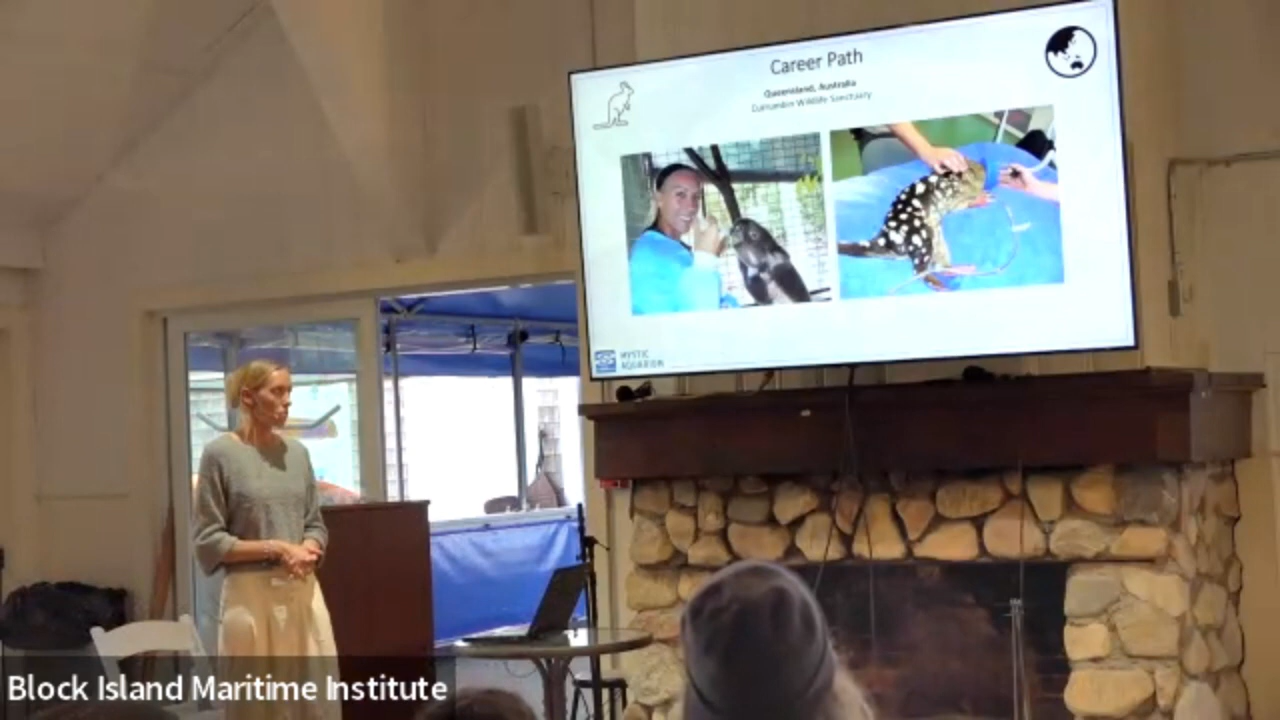 Career Path
Queensland, Australia
Currumbin Wildlife Sanctuary
MYSTIC
AQUARIUM
Block Island Maritime Institute